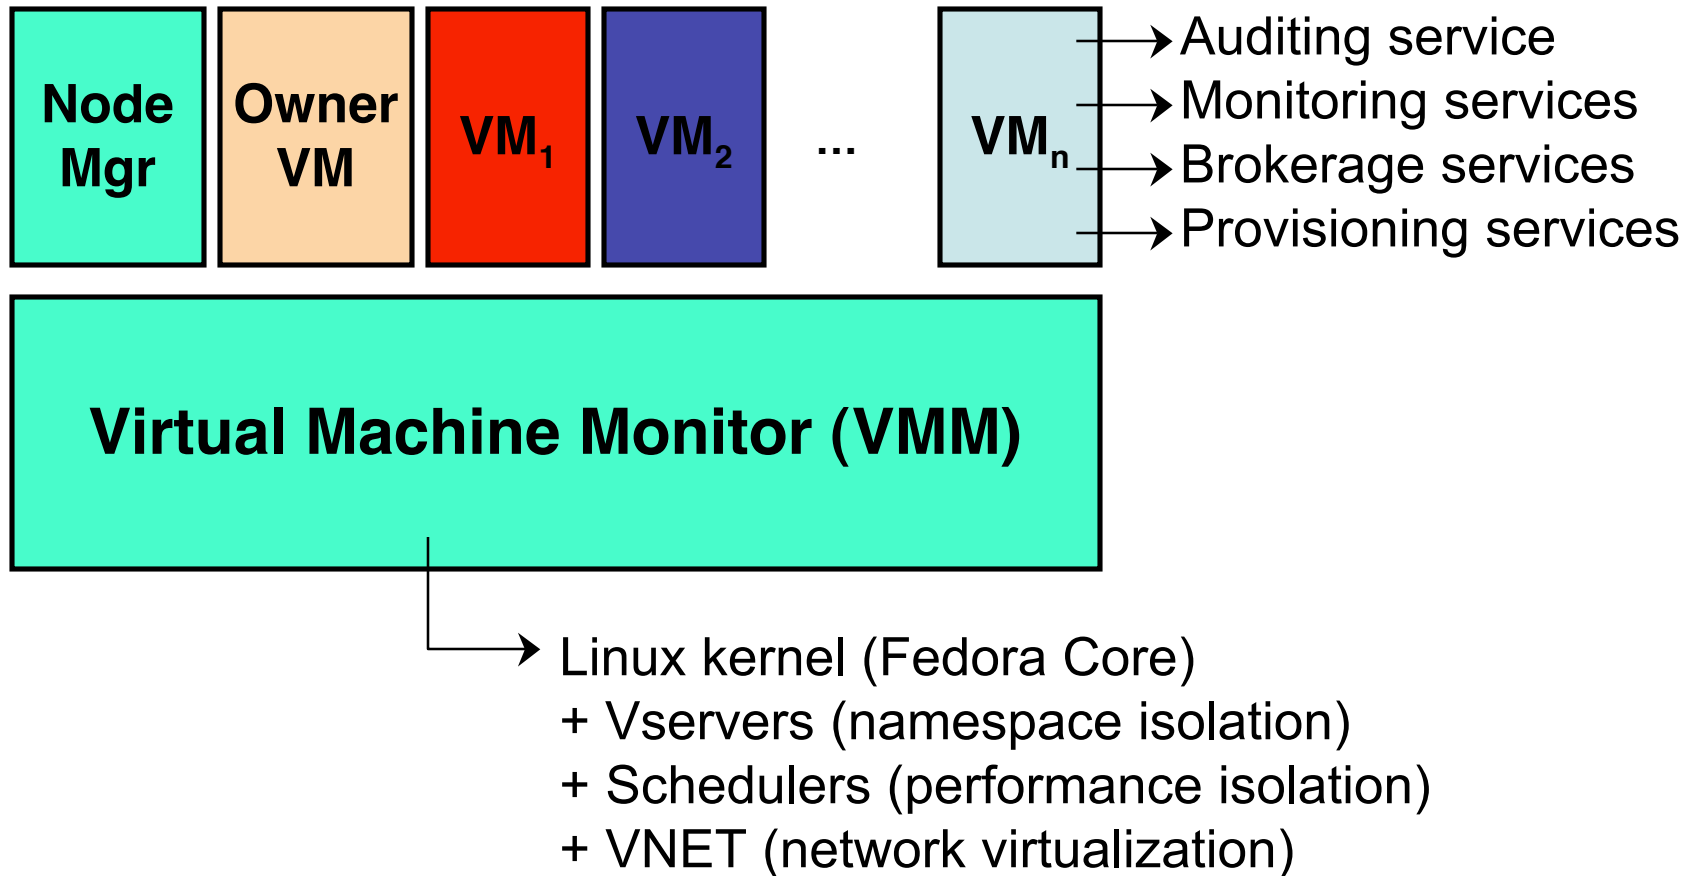 Node
Mgr
Owner
VM
VM1
VM2
...
VMn
Auditing service
Monitoring services
Brokerage services
Provisioning services
Virtual Machine Monitor (VMM)
Linux kernel (Fedora Core)
+ Vservers (namespace isolation)
+ Schedulers (performance isolation)
+ VNET (network virtualization)